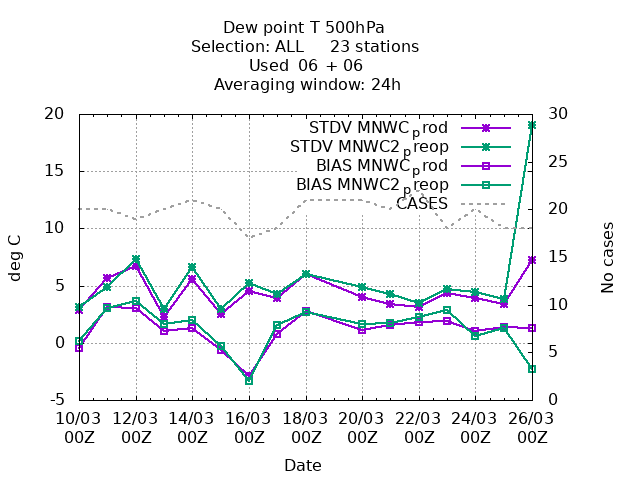 Dew point T 500hPa
Selection: ALL 23 stations
Used 06 + 06
Averaging window: 24h
20
15
10
5
0
-5
30
25
20
15
10
5
0
STDV MNWC_prod
STDV MNWC2_preop
BIAS MNWC_prod
BIAS MNWC2_preop
CASES
deg C
No cases
10/03 12/03 14/03 16/03 18/03 20/03 22/03 24/03 26/03
00Z 00Z 00Z 00Z 00Z 00Z 00Z 00Z 00Z
Date